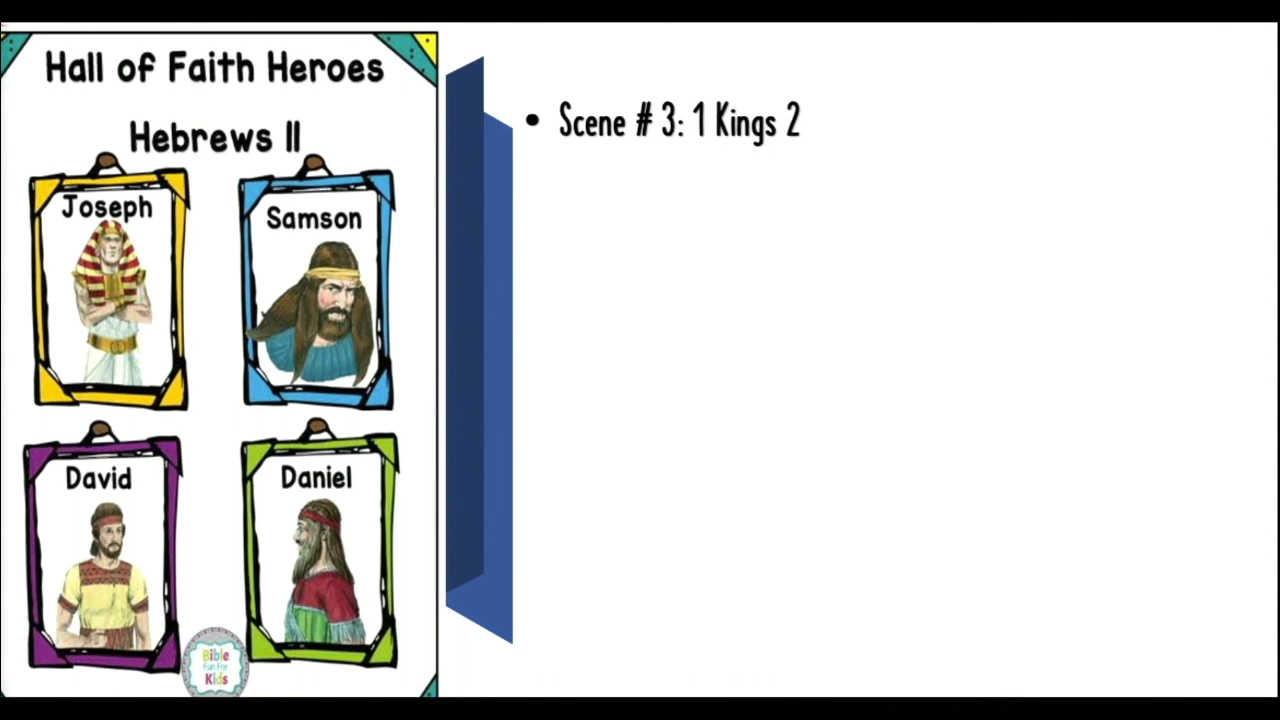 Hall of Faith Heroes
Hebrews 11
Joseph
Samson
David
Daniel
Bible
Fun For
Kids
• Scene # 3: 1 Kings 2